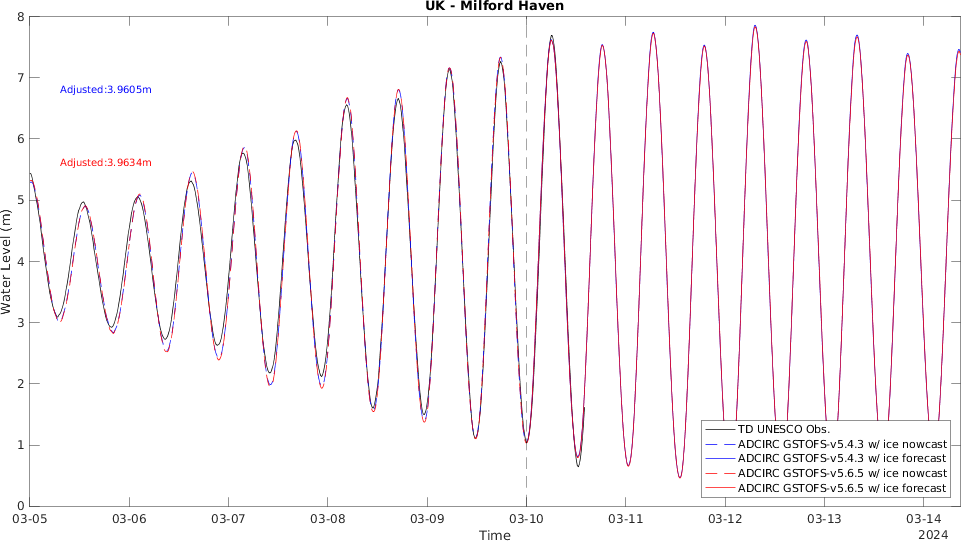 UK - Milford Haven
8
7
Adjusted:3.9605m
6
Adjusted:3.9634m
5
Water Level (m)
4
3
2
1
0
TD UNESCO Obs.
ADCIRC GSTOFS-v5.4.3 w/ ice nowcast
ADCIRC GSTOFS-v5.4.3 w/ ice forecast
ADCIRC GSTOFS-v5.6.5 w/ ice nowcast
ADCIRC GSTOFS-v5.6.5 w/ ice forecast
03-05 03-06 03-07 03-08 03-09 03-10 03-11 03-12 03-13 03-14
Time
2024